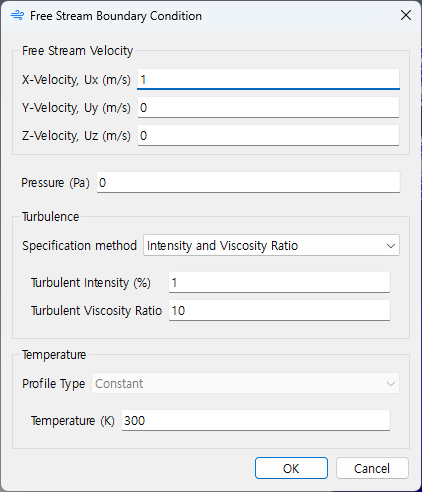 Free Stream Boundary Condition
Free Stream Velocity
X-Velocity, Ux (m/s) 1
Y-Velocity, Uy (m/s) 0
Z-Velocity, Uz (m/s) 0
Pressure (Pa) 0
Turbulence
Specification method Intensity and Viscosity Ratio
Turbulent Intensity (%) 1
Turbulent Viscosity Ratio 10
Temperature
Profile Type Constant
Temperature (K) 300
OK Cancel